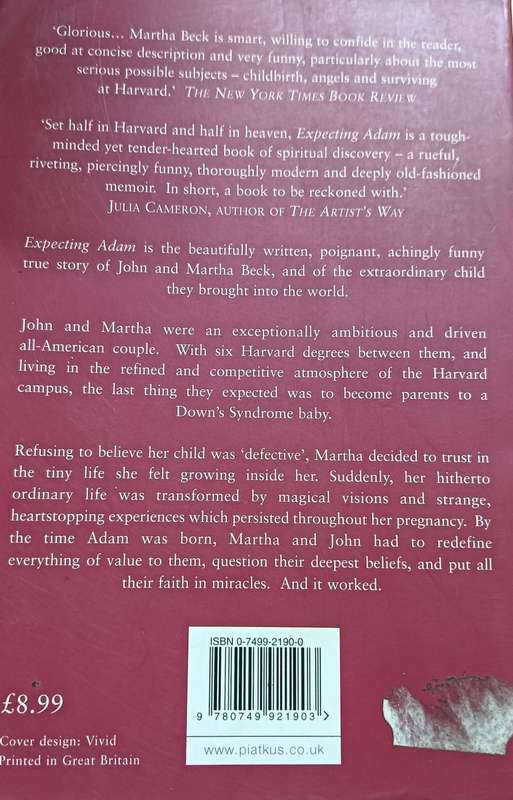 ‘Glorious... Martha Beck is smart, willing to confide in the reader,
good at concise description and very funny, particularly about the most
serious possible subjects – childbirth, angels and surviving
at Harvard.’ THE NEW YORK TIMES BOOK REVIEW
‘Set half in Harvard and half in heaven, Expecting Adam is a tough-
minded yet tender-hearted book of spiritual discovery – a rueful,
riveting, piercingly funny, thoroughly modern and deeply old-fashioned
memoir. In short, a book to be reckoned with.’
JULIA CAMERON, AUTHOR OF THE ARTIST'S WAY
Expecting Adam is the beautifully written, poignant, achingly funny
true story of John and Martha Beck, and of the extraordinary child
they brought into the world.
John and Martha were an exceptionally ambitious and driven
all-American couple. With six Harvard degrees between them, and
living in the refined and competitive atmosphere of the Harvard
campus, the last thing they expected was to become parents to a
Down's Syndrome baby.
Refusing to believe her child was ‘defective’, Martha decided to trust in
the tiny life she felt growing inside her. Suddenly, her hitherto
ordinary life was transformed by magical visions and strange,
heartstopping experiences which persisted throughout her pregnancy. By
the time Adam was born, Martha and John had to redefine
everything of value to them, question their deepest beliefs, and put all
their faith in miracles. And it worked.
ISBN 0-7499-2190-0
9 780749 921903 >
www.piatkus.co.uk
£8.99
Cover design: Vivid
Printed in Great Britain